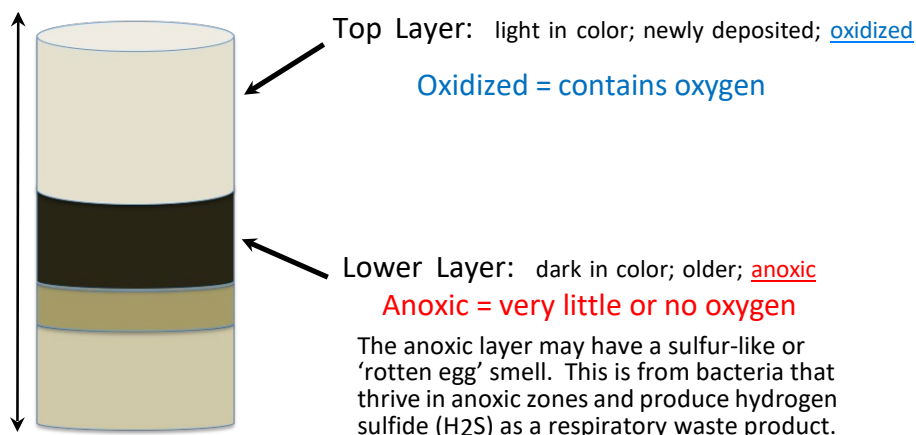 Top Layer: light in color; newly deposited; oxidized
Oxidized = contains oxygen
Lower Layer: dark in color; older; anoxic
Anoxic = very little or no oxygen
The anoxic layer may have a sulfur-like or
‘rotten egg’ smell. This is from bacteria that
thrive in anoxic zones and produce hydrogen
sulfide (H2S) as a respiratory waste product.